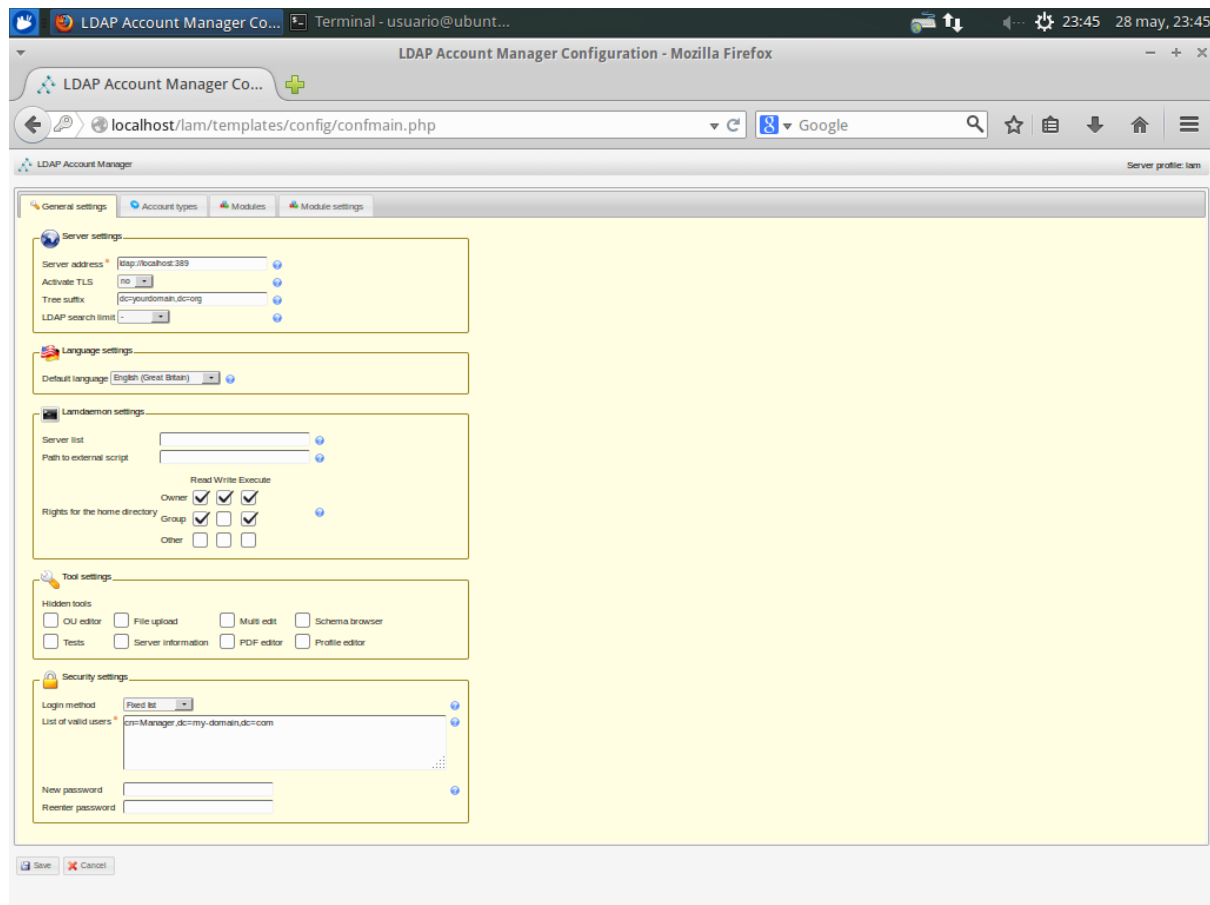 LDAP Account Manager Co... Terminal - usuario@ubunt... 23:45 28 may, 23:45
LDAP Account Manager Configuration - Mozilla Firefox
LDAP Account Manager Co...
localhost/lam/templates/config/confmain.php 8 Google
LDAP Account Manager Server profile: lam
General settings Account types Modules Module settings
Server settings
Server address * ldap://localhost:389
Activate TLS no
Tree suffix dc=yourdomain,dc=org
LDAP search limit -
Language settings
Default language English (Great Britain)
Lamdaemon settings
Server list
Path to external script
Read Write Execute
Owner
Rights for the home directory
Group
Other
Tool settings
Hidden tools
OU editor File upload Multi edit Schema browser
Tests Server information PDF editor Profile editor
Security settings
Login method Fixed list
List of valid users * cn=Manager,dc=my-domain,dc=com
New password
Reenter password
Save Cancel